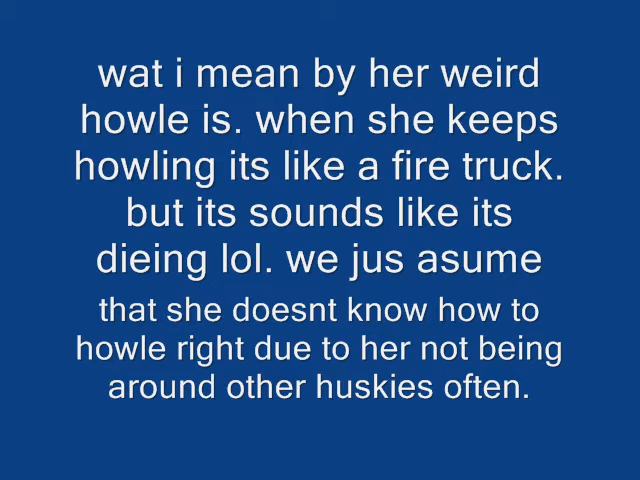 wat i mean by her weird
howle is. when she keeps
howling its like a fire truck.
but its sounds like its
dieing lol. we jus asume
that she doesnt know how to
howle right due to her not being
around other huskies often.